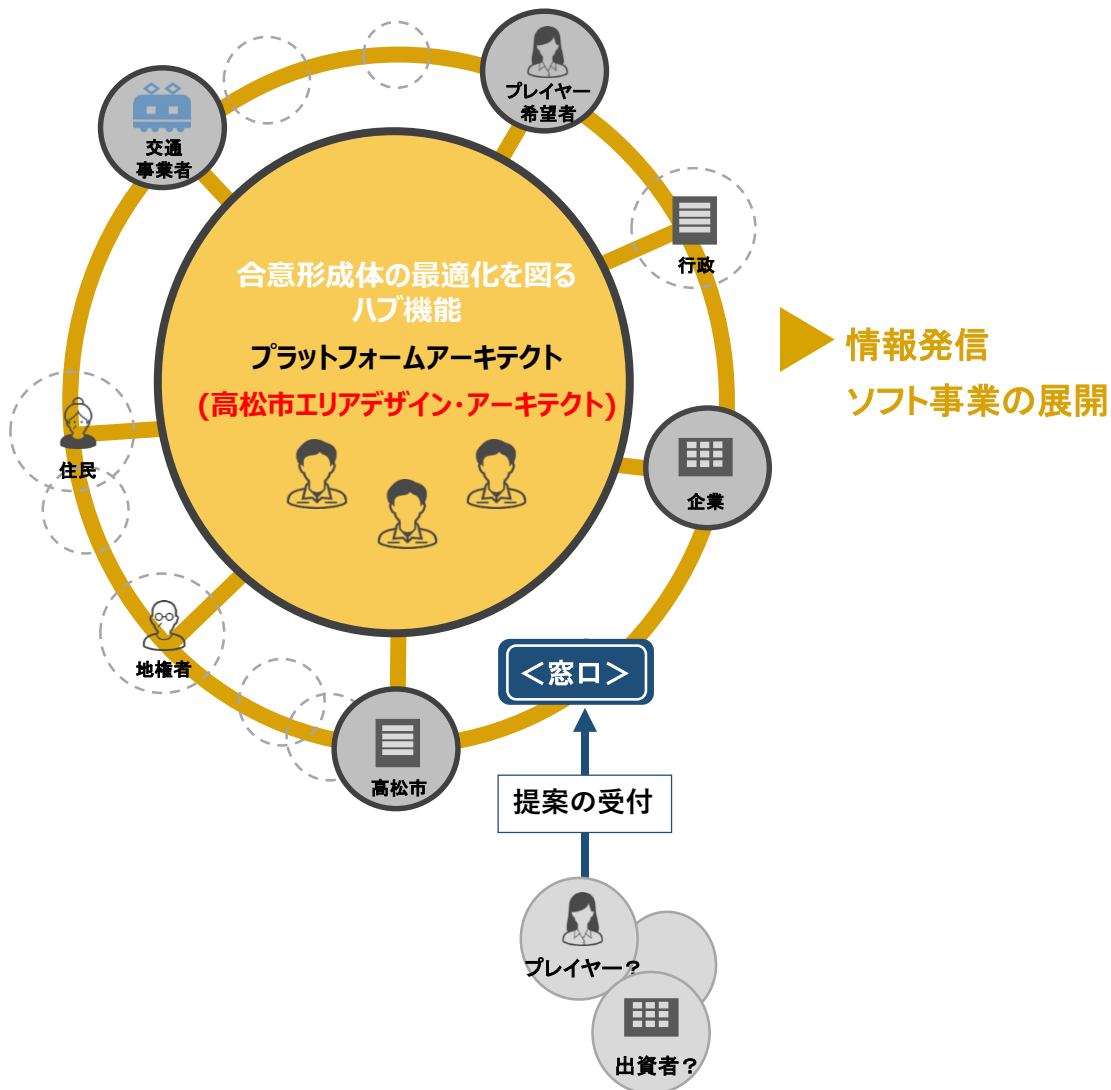 プレイヤー
希望者
交通
事業者
行政
合意形成体の最適化を図る
ハブ機能
プラットフォームアーキテクト
(高松市エリアデザイン・アーキテクト)
情報発信
ソフト事業の展開
住民
企業
地権者
＜窓口＞
高松市
提案の受付
プレイヤー？
出資者？